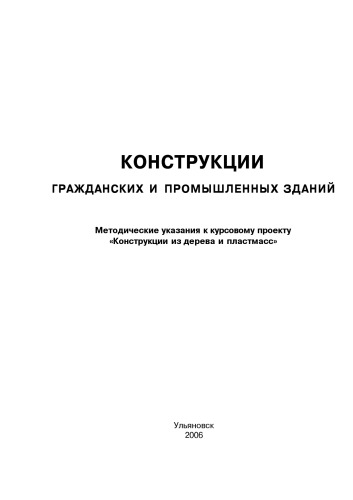 КОНСТРУКЦИИ
ГРАЖДАНСКИХ И ПРОМЫШЛЕННЫХ ЗДАНИЙ
Методические указания к курсовому проекту
«Конструкции из дерева и пластмасс»
Ульяновск
2006